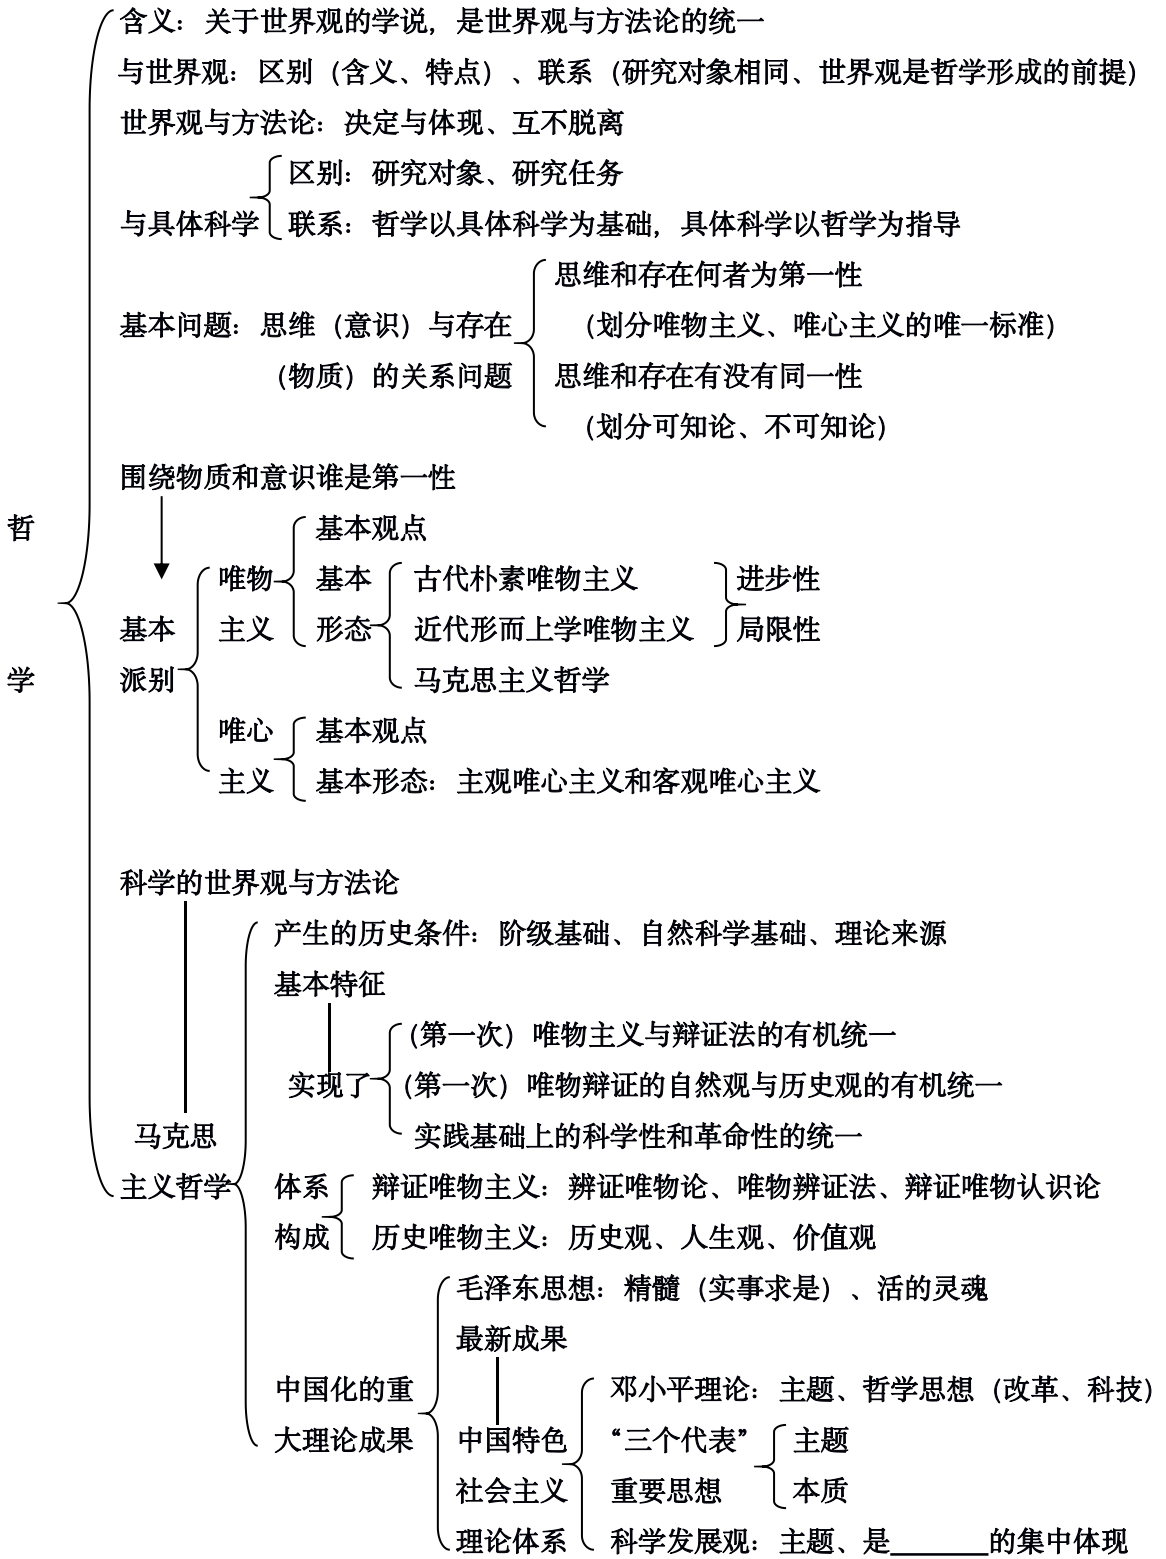 含义：关于世界观的学说，是世界观与方法论的统一
与世界观：区别（含义、特点）、联系（研究对象相同、世界观是哲学形成的前提）
世界观与方法论：决定与体现、互不脱离
区别：研究对象、研究任务
与具体科学
联系：哲学以具体科学为基础，具体科学以哲学为指导
思维和存在何者为第一性
基本问题：思维（意识）与存在
（划分唯物主义、唯心主义的唯一标准）
（物质）的关系问题
思维和存在有没有同一性
（划分可知论、不可知论）
围绕物质和意识谁是第一性
哲
基本观点
唯物
基本
古代朴素唯物主义
进步性
基本
主义
形态
近代形而上学唯物主义
局限性
学
派别
马克思主义哲学
唯心
基本观点
主义
基本形态：主观唯心主义和客观唯心主义
科学的世界观与方法论
产生的历史条件：阶级基础、自然科学基础、理论来源
基本特征
（第一次）唯物主义与辩证法的有机统一
实现了
（第一次）唯物辩证的自然观与历史观的有机统一
马克思
实践基础上的科学性和革命性的统一
主义哲学
体系
辩证唯物主义：辨证唯物论、唯物辨证法、辩证唯物认识论
构成
历史唯物主义：历史观、人生观、价值观
毛泽东思想：精髓（实事求是）、活的灵魂
最新成果
中国化的重
邓小平理论：主题、哲学思想（改革、科技）
大理论成果
中国特色
“三个代表”
主题
社会主义
重要思想
本质
理论体系
科学发展观：主题、是_______的集中体现